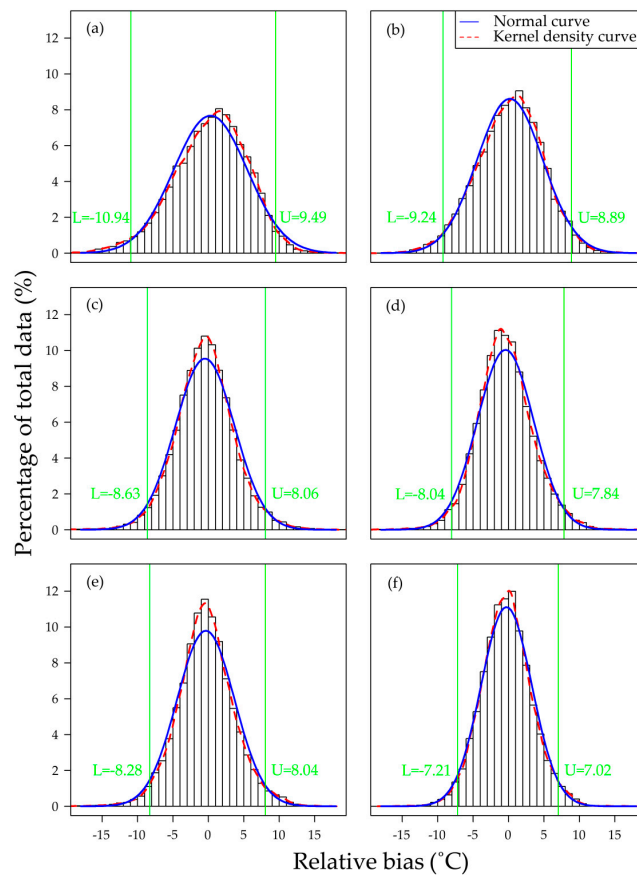 Normal curve
Kernel density curve
(a)
(b)
12
10
8
6
4
2
0
L=-10.94
U=9.49
L=-9.24
U=8.89
(c)
(d)
12
10
8
6
4
2
0
L=-8.63
U=8.06
L=-8.04
U=7.84
(e)
(f)
12
10
8
6
4
2
0
L=-8.28
U=8.04
L=-7.21
U=7.02
-15 -10 -5 0 5 10 15
-15 -10 -5 0 5 10 15
Percentage of total data (%)
Relative bias (°C)